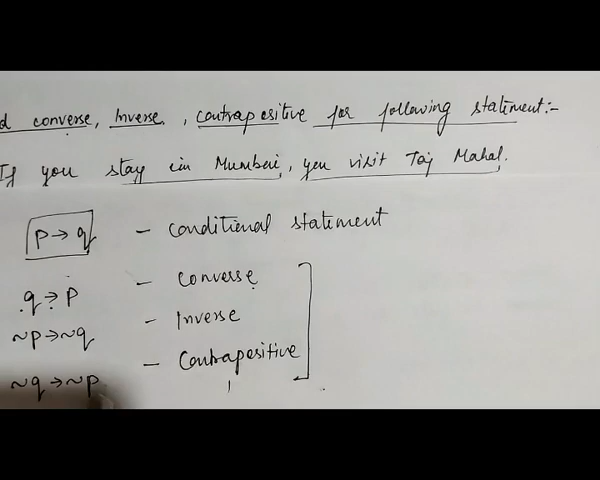 d converse, Inverse, contrapositive for following statement:-
If you stay in Mumbai, you visit Taj Mahal.
p → q – conditional statement
q → p – Converse
~p → ~q – Inverse
~q → ~p – Contrapositive